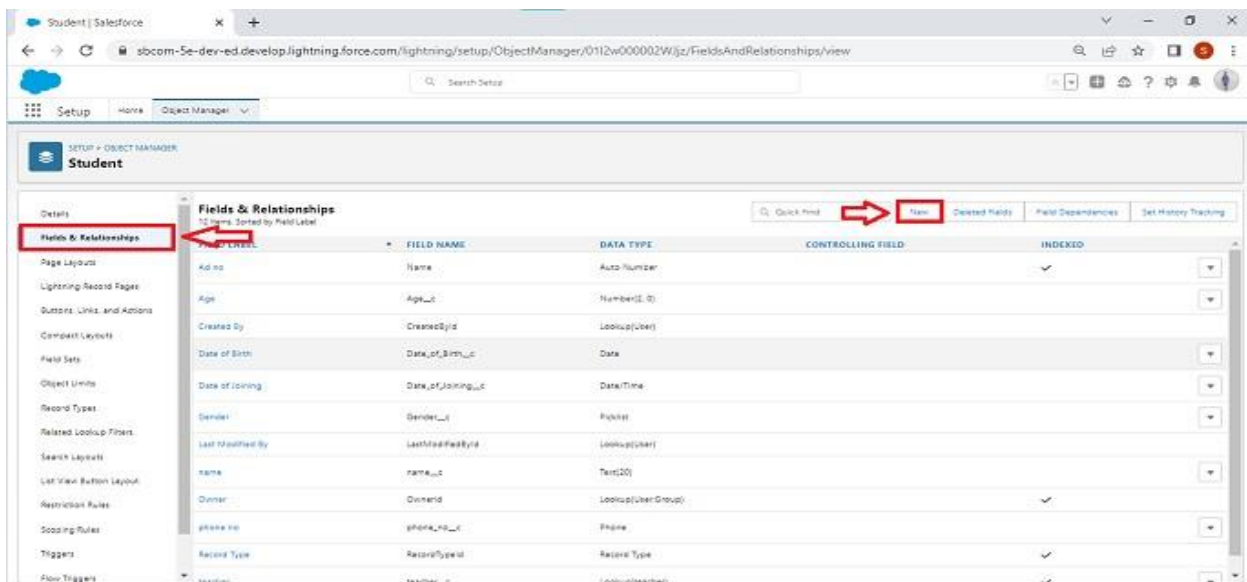 Student | Salesforce
sbcom-5e-dev-ed.develop.lightning.force.com/lightning/setup/ObjectManager/01I2w000002WJjz/FieldsAndRelationships/view
S
Search Setup
Setup Home Object Manager
SETUP > OBJECT MANAGER
Student
Details
Fields & Relationships
Page Layouts
Lightning Record Pages
Buttons, Links, and Actions
Compact Layouts
Field Sets
Object Limits
Record Types
Related Lookup Filters
Search Layouts
List View Button Layout
Restriction Rules
Scoping Rules
Triggers
Flow Triggers
Fields & Relationships
12 Items, Sorted by Field Label
Quick Find New Deleted Fields Field Dependencies Set History Tracking
LABEL FIELD NAME DATA TYPE CONTROLLING FIELD INDEXED
Ad no Name Auto Number
Age Age__c Number(2, 0)
Created By CreatedById Lookup(User)
Date of Birth Date_of_Birth__c Date
Date of Joining Date_of_Joining__c Date/Time
Gender Gender__c Picklist
Last Modified By LastModifiedById Lookup(User)
name name__c Text(20)
Owner OwnerId Lookup(User,Group)
phone no phone_no__c Phone
Record Type RecordTypeId Record Type
teacher teacher__c Lookup(teacher)